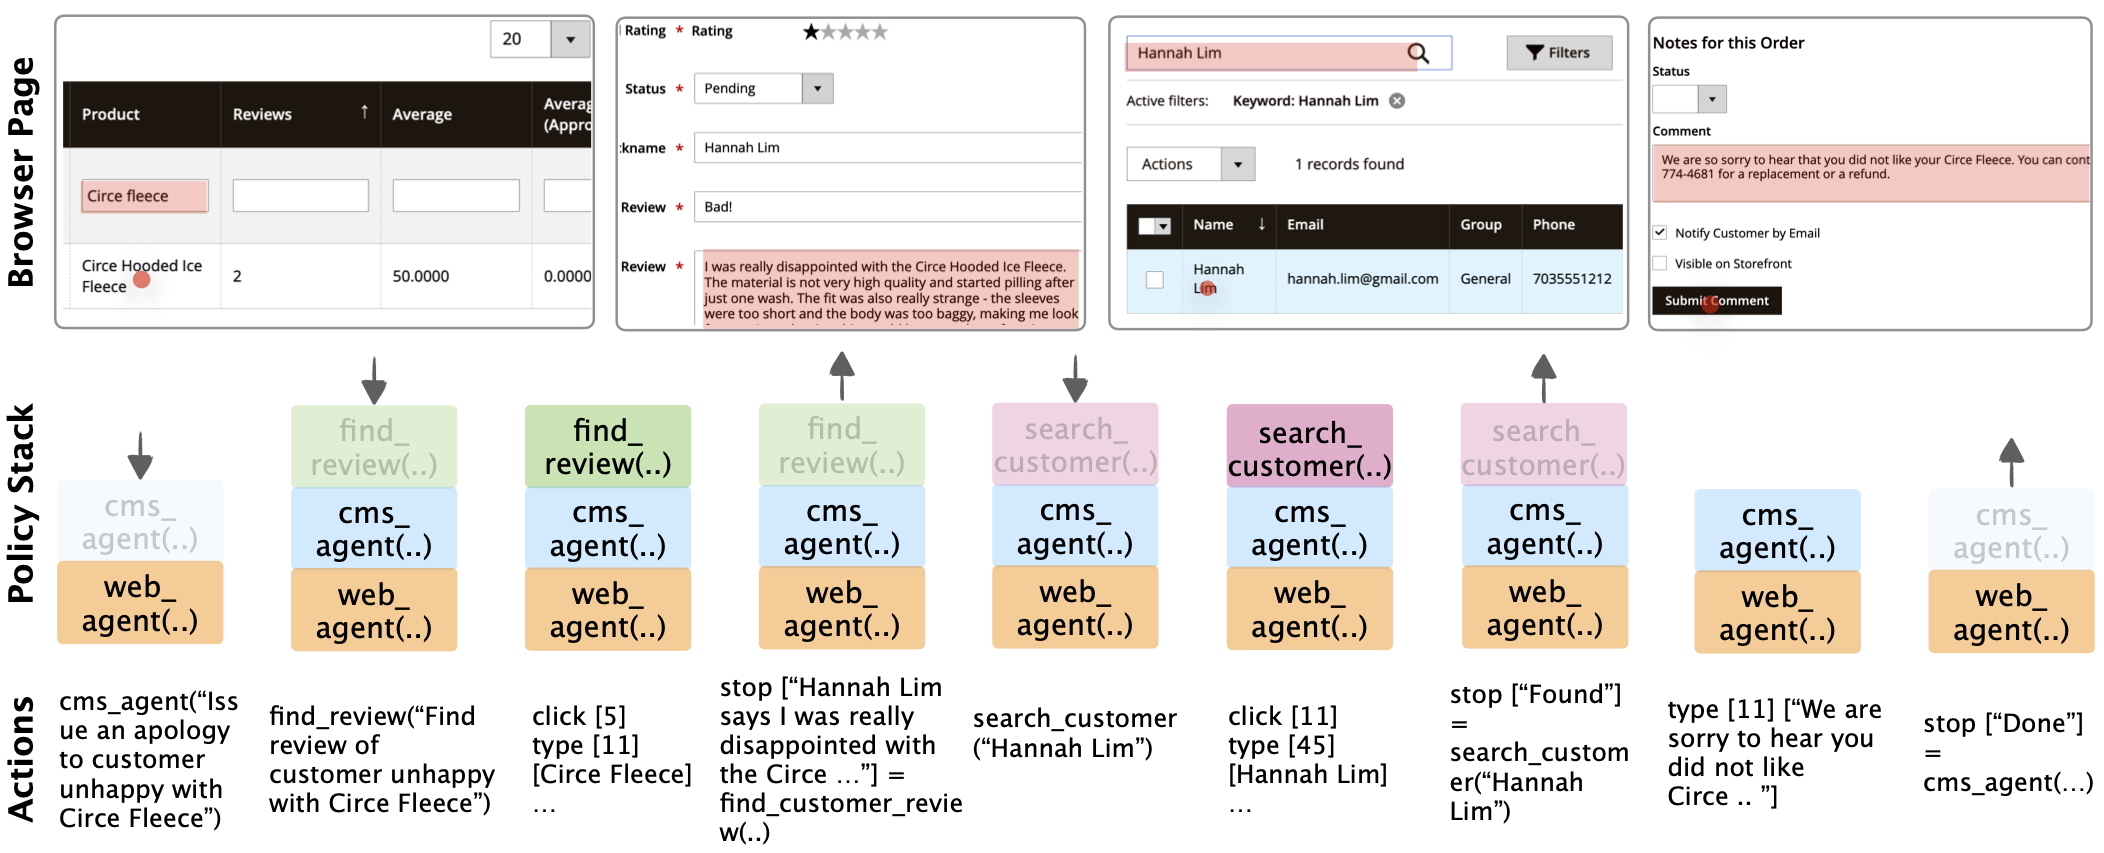 Browser Page
20
Product
Reviews ↑
Average
Averag
(Appro
Circe fleece
Circe Hooded Ice
Fleece
2
50.0000
0.0000
Rating * Rating
Status * Pending
kname * Hannah Lim
Review * Bad!
Review * I was really disappointed with the Circe Hooded Ice Fleece.
The material is not very high quality and started pilling after
just one wash. The fit was also really strange - the sleeves
were too short and the body was too baggy, making me look
Hannah Lim
Filters
Active filters: Keyword: Hannah Lim
Actions
1 records found
Name ↓ Email Group Phone
Hannah
Lim
hannah.lim@gmail.com General 7035551212
Notes for this Order
Status
Comment
We are so sorry to hear that you did not like your Circe Fleece. You can cont
774-4681 for a replacement or a refund.
Notify Customer by Email
Visible on Storefront
Submit Comment
Policy Stack
cms_
agent(..)
web_
agent(..)
find_
review(..)
cms_
agent(..)
web_
agent(..)
find_
review(..)
cms_
agent(..)
web_
agent(..)
find_
review(..)
cms_
agent(..)
web_
agent(..)
search_
customer(..)
cms_
agent(..)
web_
agent(..)
search_
customer(..)
cms_
agent(..)
web_
agent(..)
search_
customer(..)
cms_
agent(..)
web_
agent(..)
cms_
agent(..)
web_
agent(..)
cms_
agent(..)
web_
agent(..)
Actions
cms_agent(“Iss
ue an apology
to customer
unhappy with
Circe Fleece”)
find_review(“Find
review of
customer unhappy
with Circe Fleece”)
click [5]
type [11]
[Circe Fleece]
…
stop [“Hannah Lim
says I was really
disappointed with
the Circe …”] =
find_customer_revie
w(..)
search_customer
(“Hannah Lim”)
click [11]
type [45]
[Hannah Lim]
…
stop [“Found”]
=
search_custom
er(“Hannah
Lim”)
type [11] [“We are
sorry to hear you
did not like
Circe .. ”]
stop [“Done”]
=
cms_agent(…)